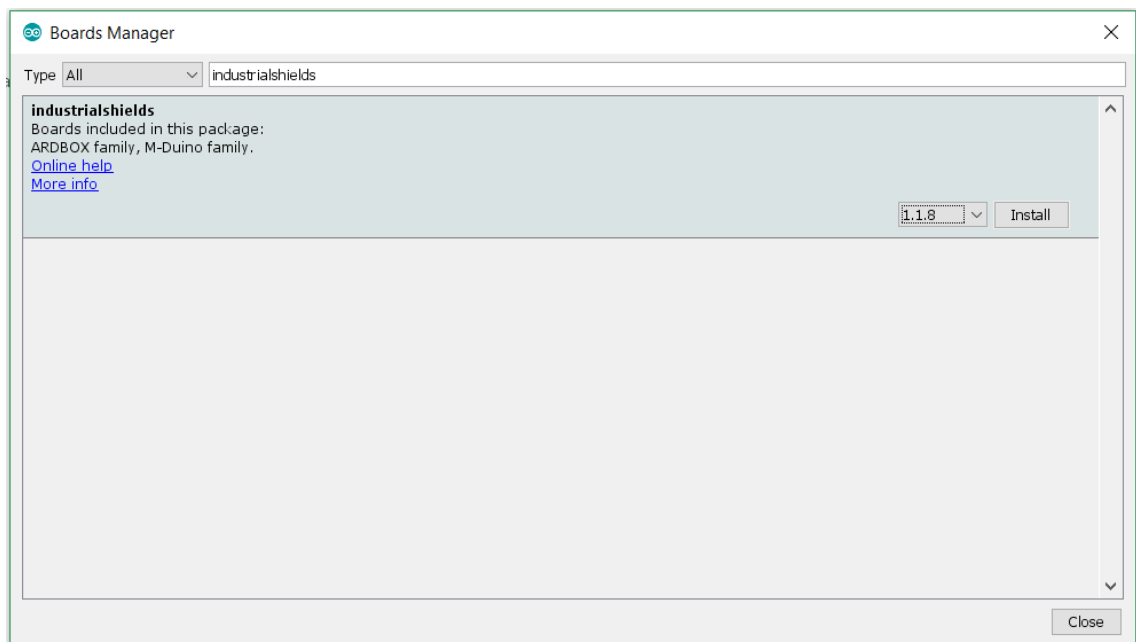 Boards Manager
Type All industrialshields
industrialshields
Boards included in this package:
ARDBOX family, M-Duino family.
Online help
More info
1.1.8 Install
Close